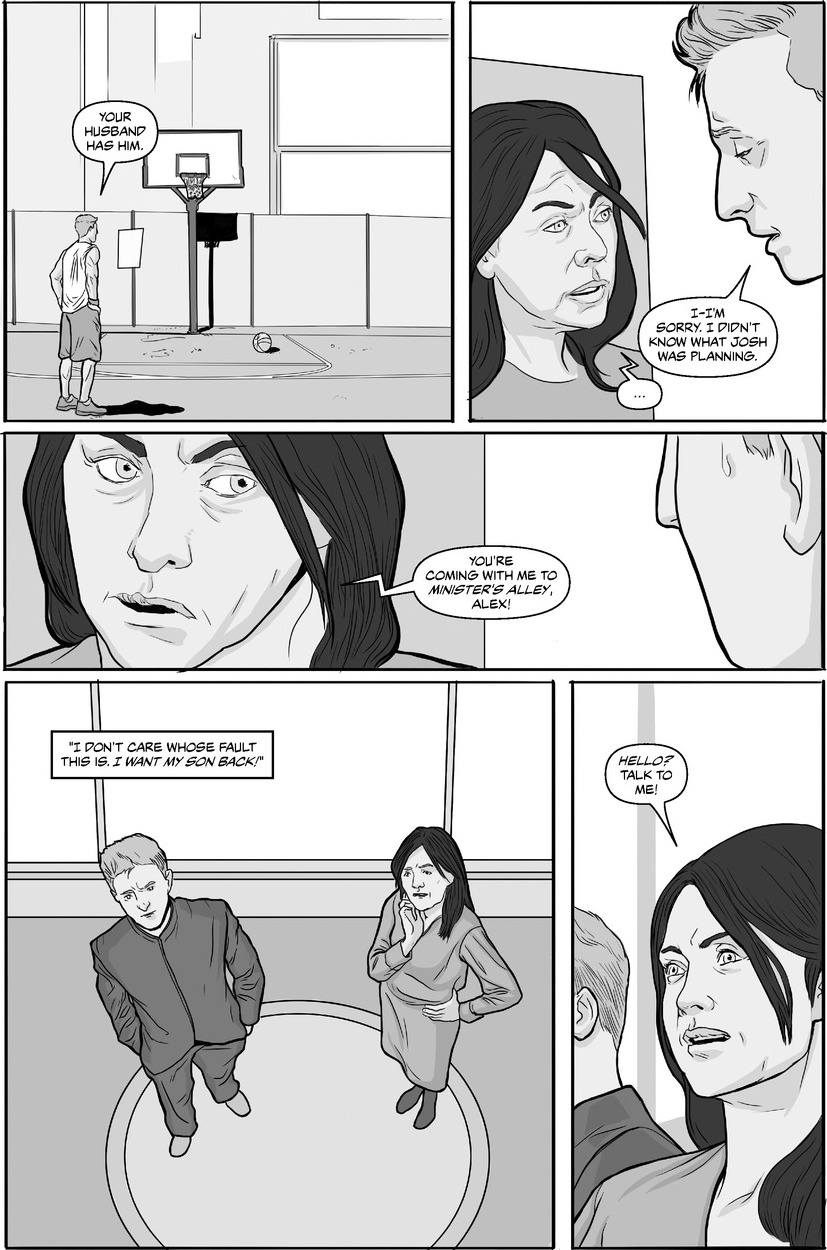 YOUR
HUSBAND
HAS HIM.
I-I'M
SORRY. I DIDN'T
KNOW WHAT JOSH
WAS PLANNING.
...
YOU'RE
COMING WITH ME TO
MINISTER'S ALLEY,
ALEX!
"I DON'T CARE WHOSE FAULT
THIS IS. I WANT MY SON BACK!"
HELLO?
TALK TO
ME!